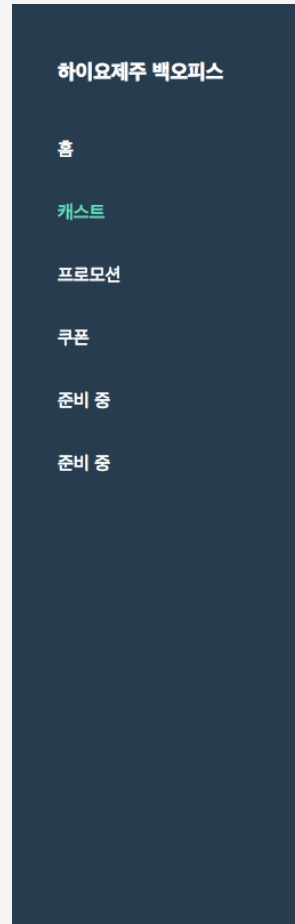 하이요제주 백오피스
홈
캐스트
프로모션
쿠폰
준비 중
준비 중